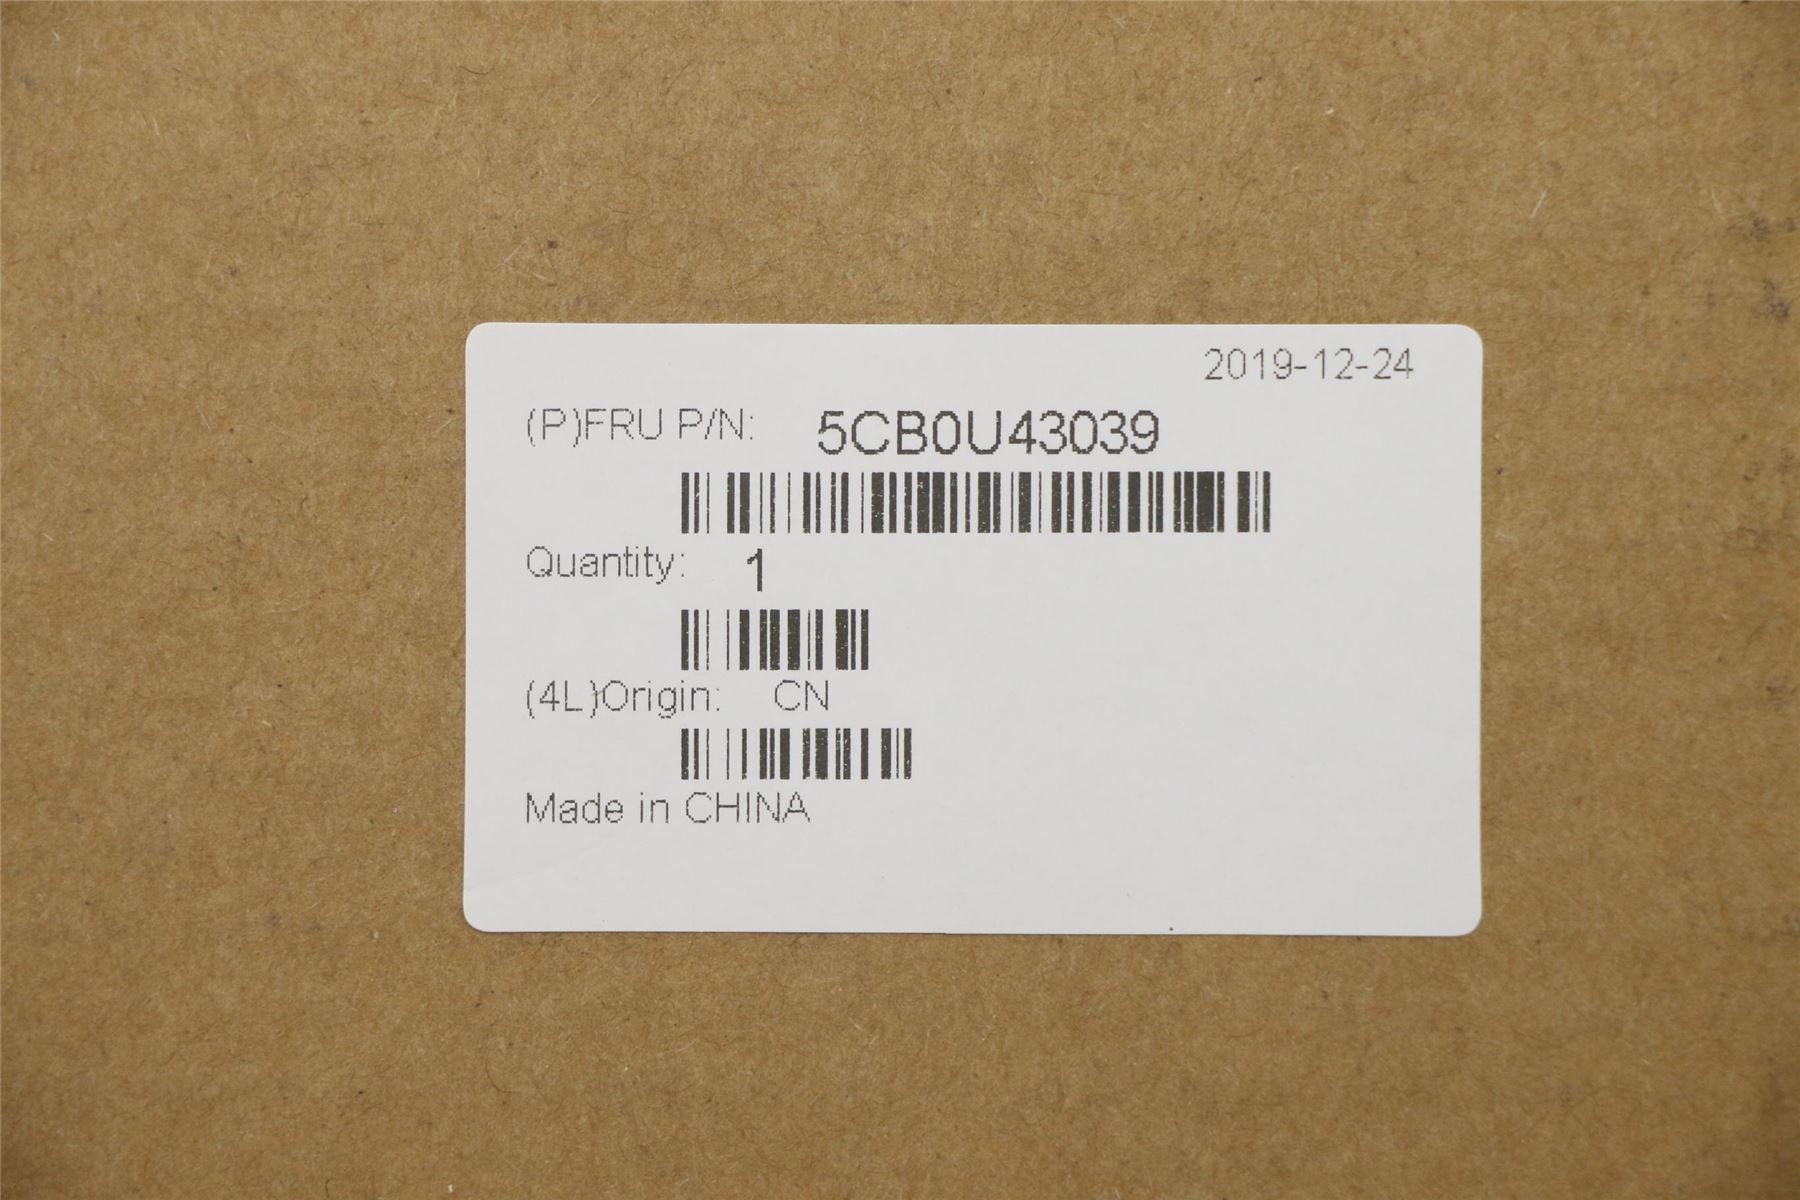 2019-12-24
(P)FRU P/N: 5CB0U43039
Quantity: 1
(4L)Origin: CN
Made in CHINA